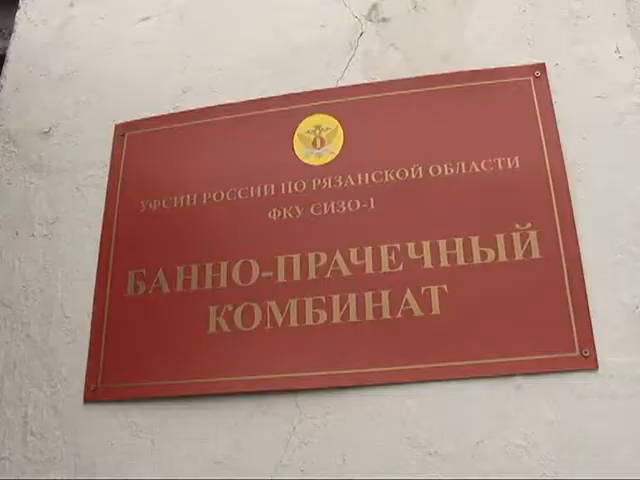 УФСИН РОССИИ ПО РЯЗАНСКОЙ ОБЛАСТИ
ФКУ СИЗО-1
БАННО-ПРАЧЕЧНЫЙ
КОМБИНАТ